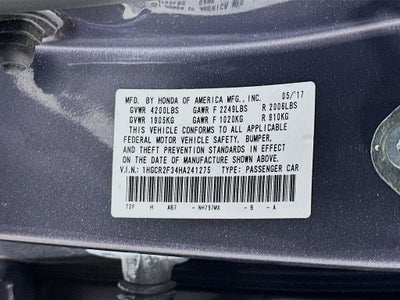 MFD. BY HONDA OF AMERICA MFG., INC. 05/17
GVWR 4200LBS GAWR F 2249LBS R 2006LBS
GVWR 1905KG GAWR F 1020KG R 910KG
THIS VEHICLE CONFORMS TO ALL APPLICABLE
FEDERAL MOTOR VEHICLE SAFETY, BUMPER,
AND THEFT PREVENTION STANDARDS IN EFFECT
ON THE DATE OF MANUFACTURE SHOWN ABOVE.
V.I.N.: 1HGCR2F34HA241275 TYPE: PASSENGER CAR
T2F H AB7 - NH797MX - B - A